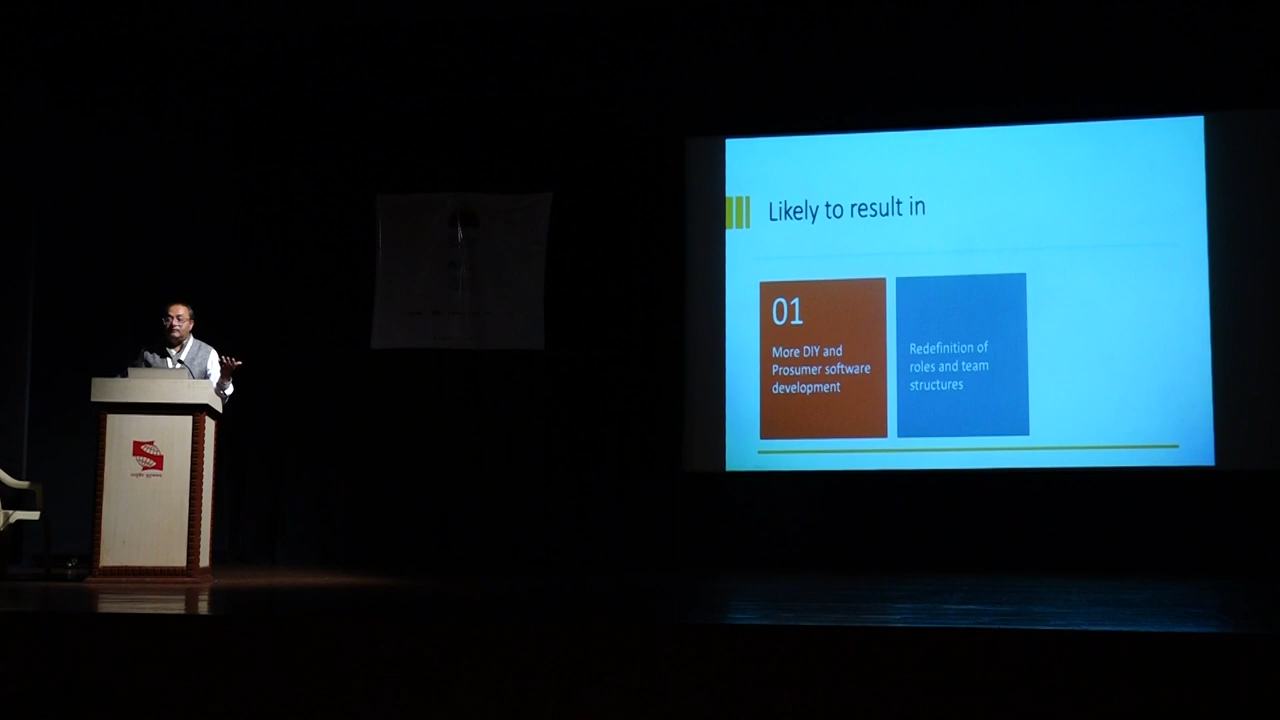 Likely to result in
01
More DIY and
Prosumer software
development
Redefinition of
roles and team
structures